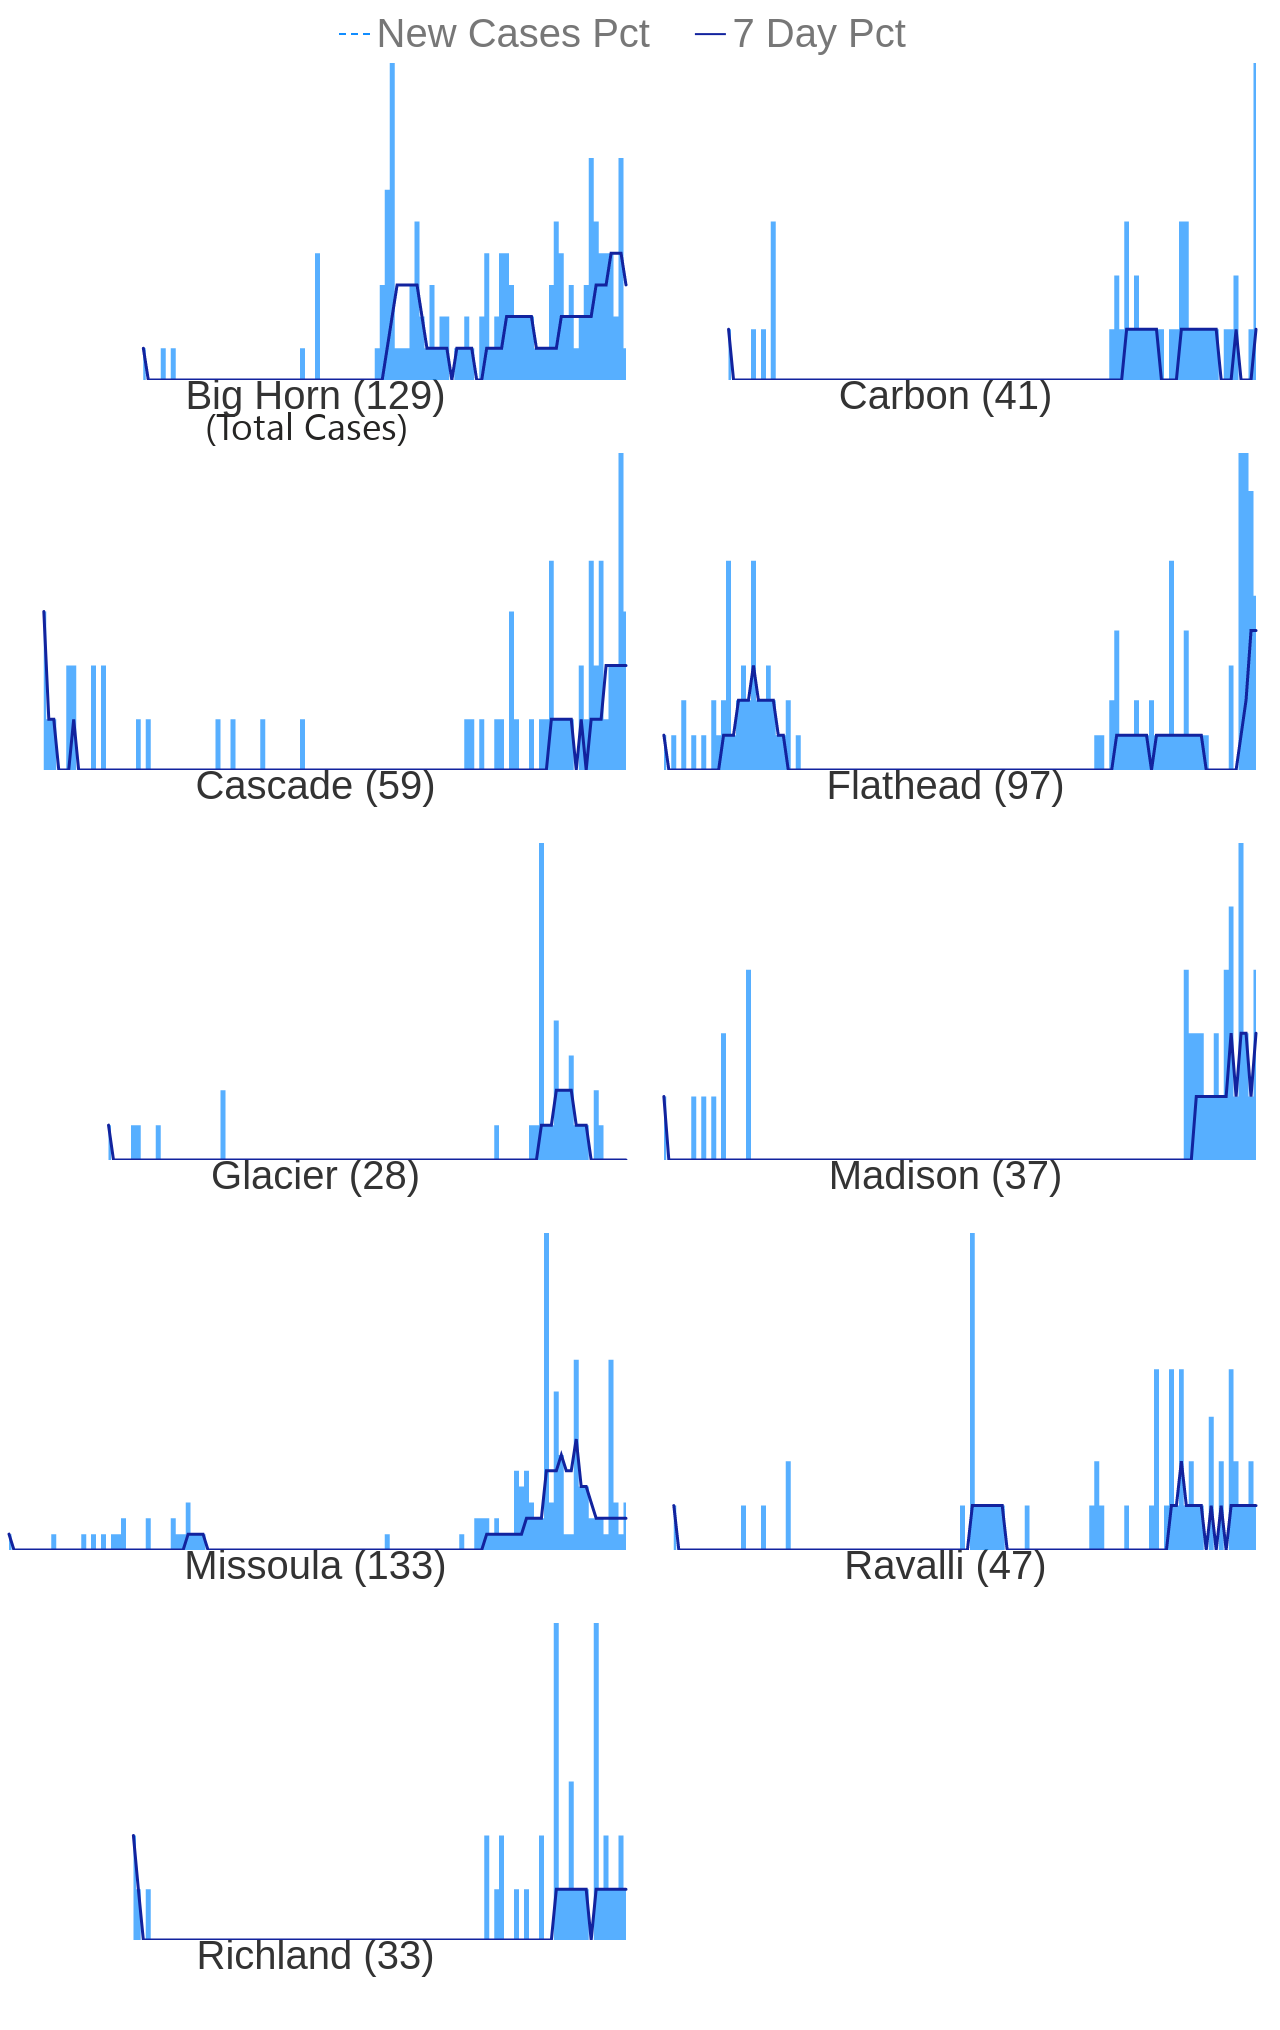 New Cases Pct 7 Day Pct
Big Horn (129) Carbon (41)
(Total Cases)
Cascade (59) Flathead (97)
Glacier (28) Madison (37)
Missoula (133) Ravalli (47)
Richland (33)